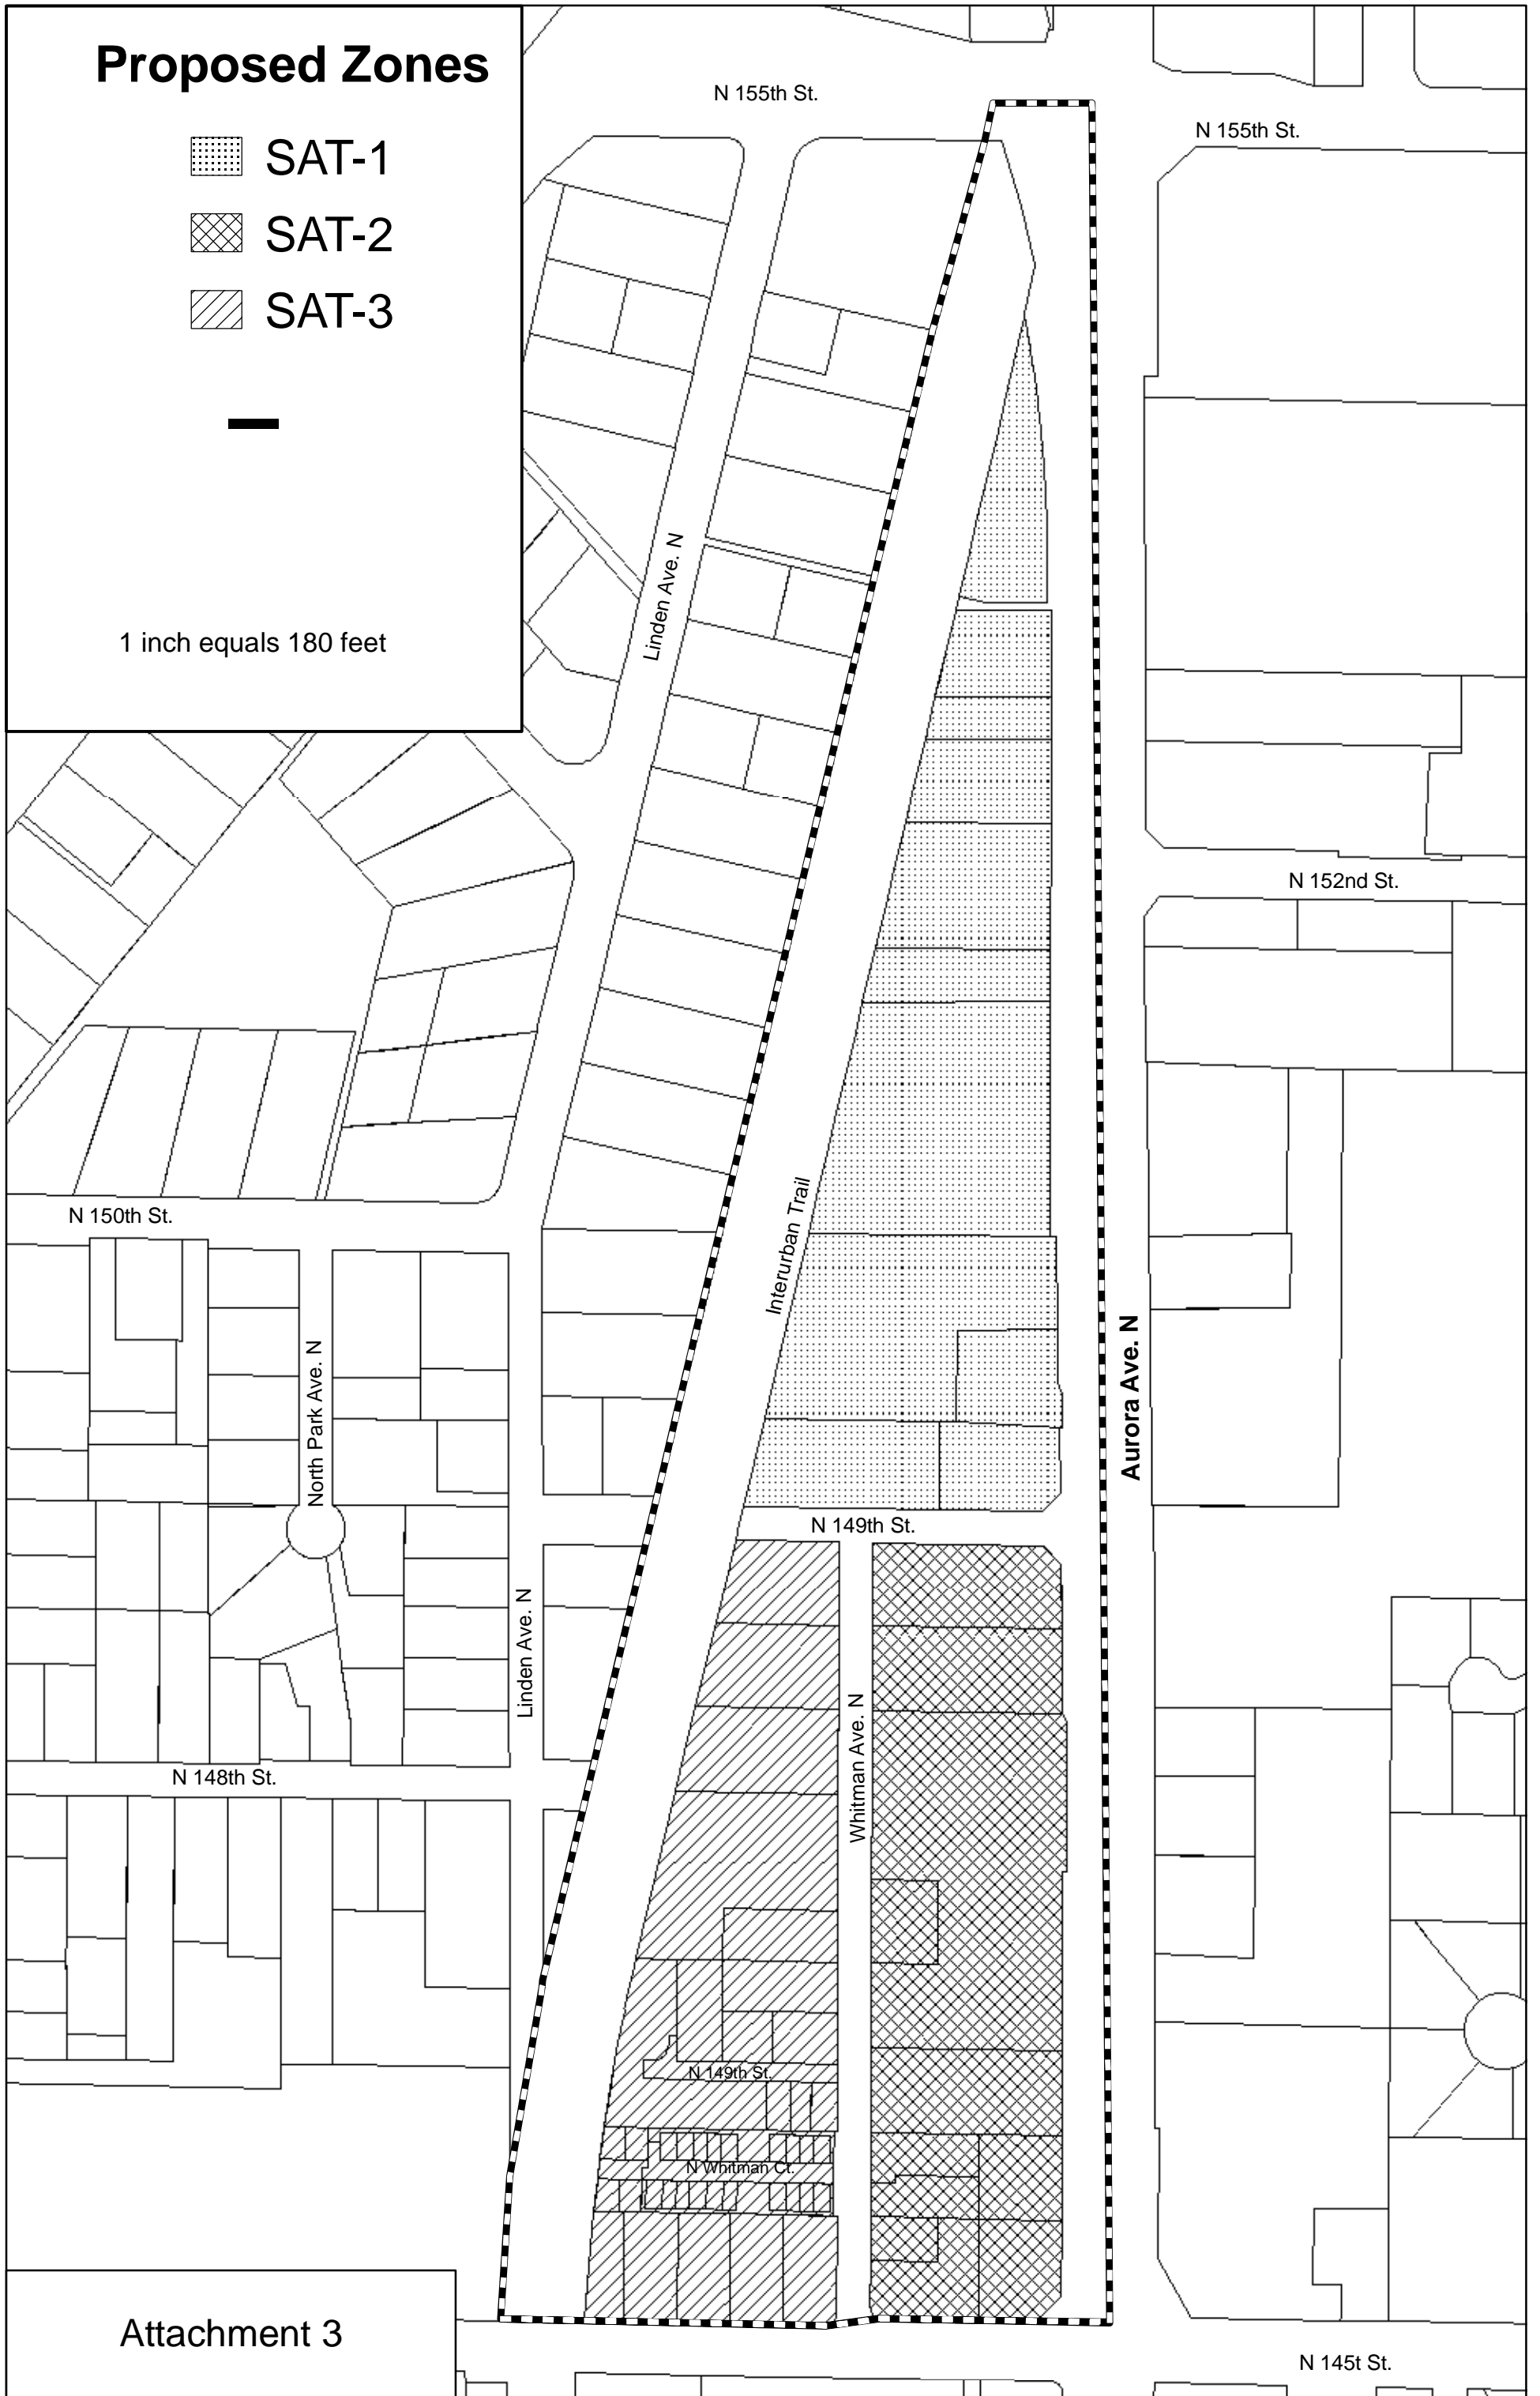 Proposed Zones
SAT-1
SAT-2
SAT-3
1 inch equals 180 feet
N 155th St.
N 155th St.
Linden Ave. N
N 152nd St.
Interurban Trail
N 150th St.
North Park Ave. N
Aurora Ave. N
N 149th St.
Linden Ave. N
Whitman Ave. N
N 148th St.
N 149th St.
N Whitman Ct.
Attachment 3
N 145t St.